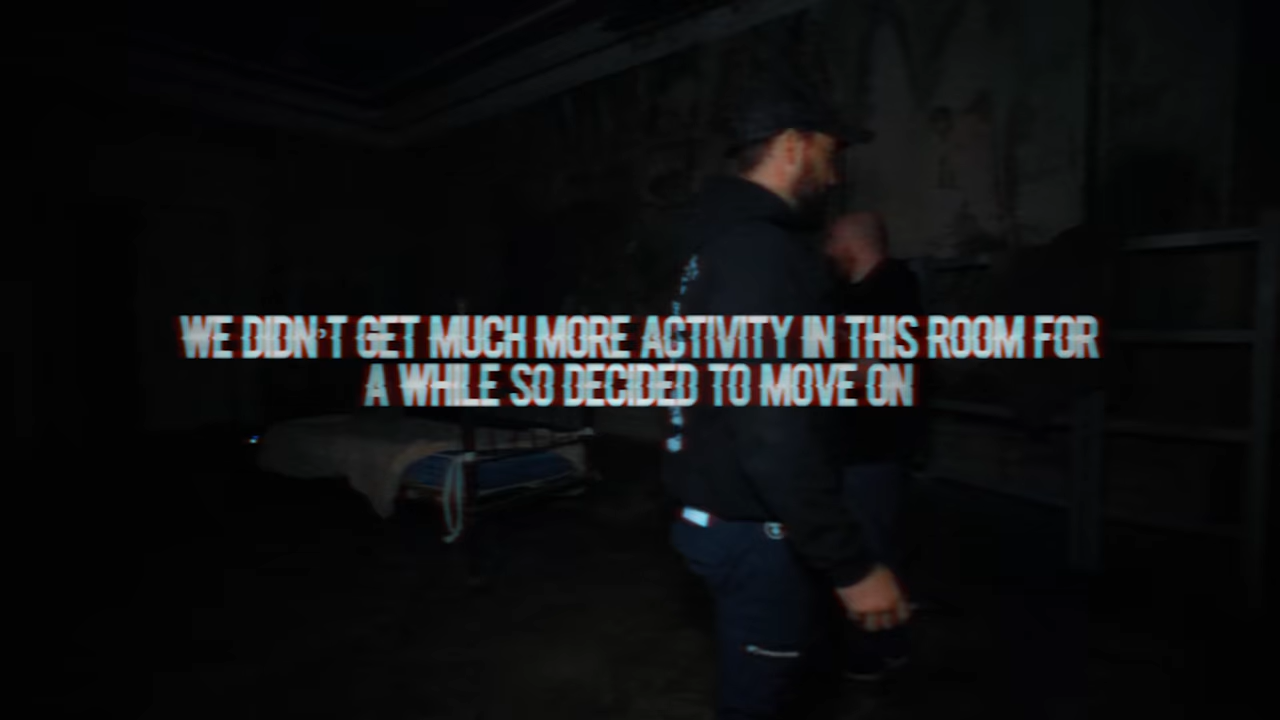 WE DIDN'T GET MUCH MORE ACTIVITY IN THIS ROOM FOR
A WHILE SO DECIDED TO MOVE ON